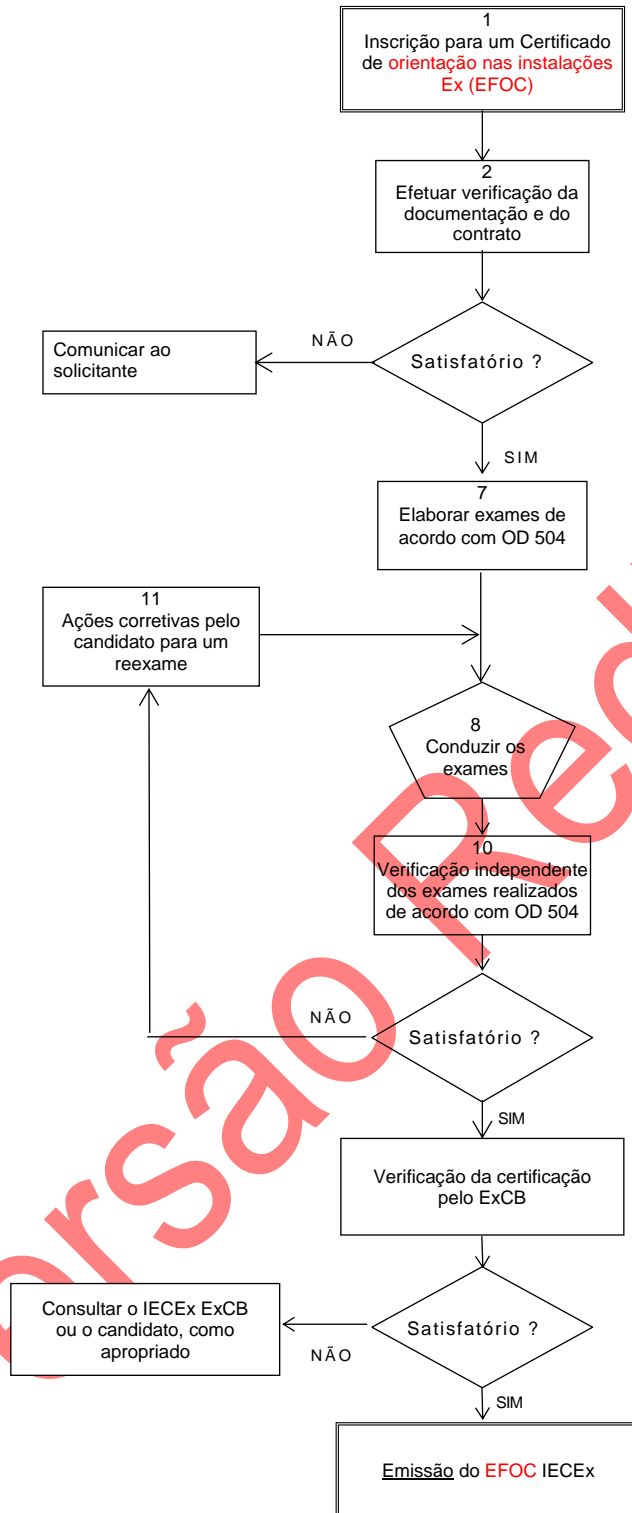 1
Inscrição para um Certificado
de orientação nas instalações
Ex (EFOC)
2
Efetuar verificação da
documentação e do
contrato
Satisfatório ?
NÃO
Comunicar ao
solicitante
SIM
7
Elaborar exames de
acordo com OD 504
11
Ações corretivas pelo
candidato para um
reexame
8
Conduzir os
exames
10
Verificação independente
dos exames realizados
de acordo com OD 504
Satisfatório ?
NÃO
SIM
Verificação da certificação
pelo ExCB
Satisfatório ?
NÃO
Consultar o IECEx ExCB
ou o candidato, como
apropriado
SIM
Emissão do EFOC IECEx
ersão Red